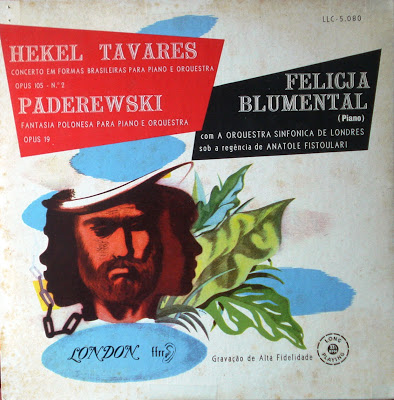 LLC-5.080
HEKEL TAVARES
CONCERTO EM FORMAS BRASILEIRAS PARA PIANO E ORQUESTRA
OPUS 105 - N.º 2
PADEREWSKI
FANTASIA POLONESA PARA PIANO E ORQUESTRA
OPUS 19
FELICJA
BLUMENTAL
(Piano)
com A ORQUESTRA SINFONICA DE LONDRES
sob a regência de ANATOLE FISTOULARI
LONDON ffrr
Gravação de Alta Fidelidade
LONG
PLAYING